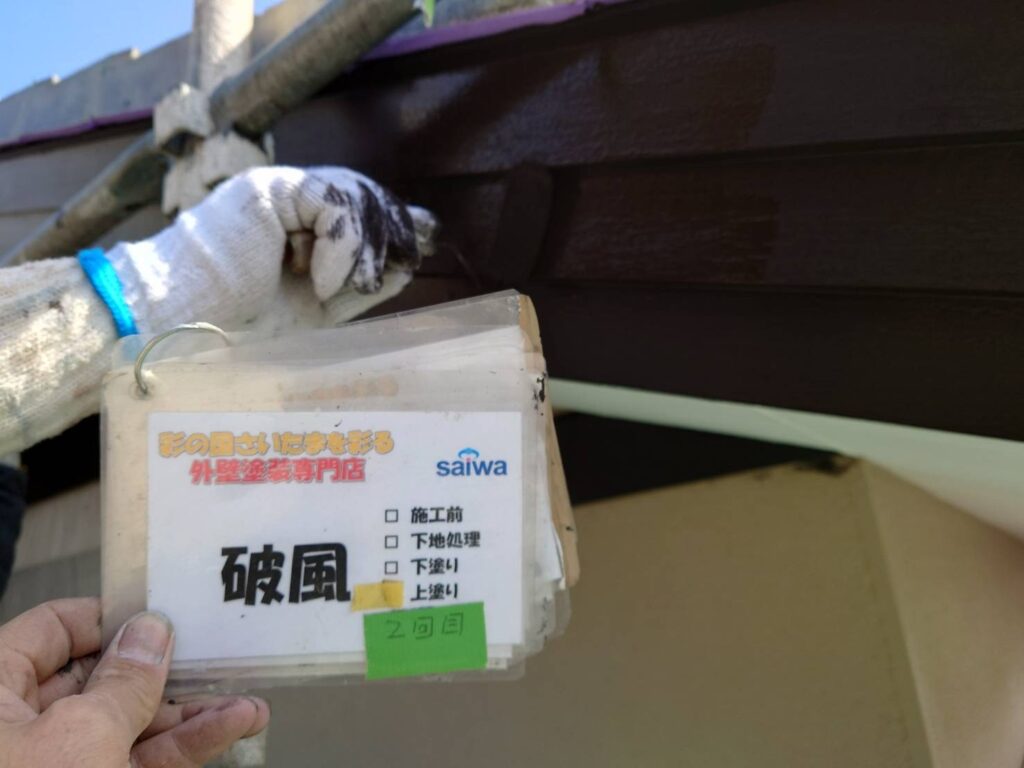 彩の国さいたまを彩る
外壁塗装専門店
saiwa
□ 施工前
□ 下地処理
□ 下塗り
上塗り
破風
2回目